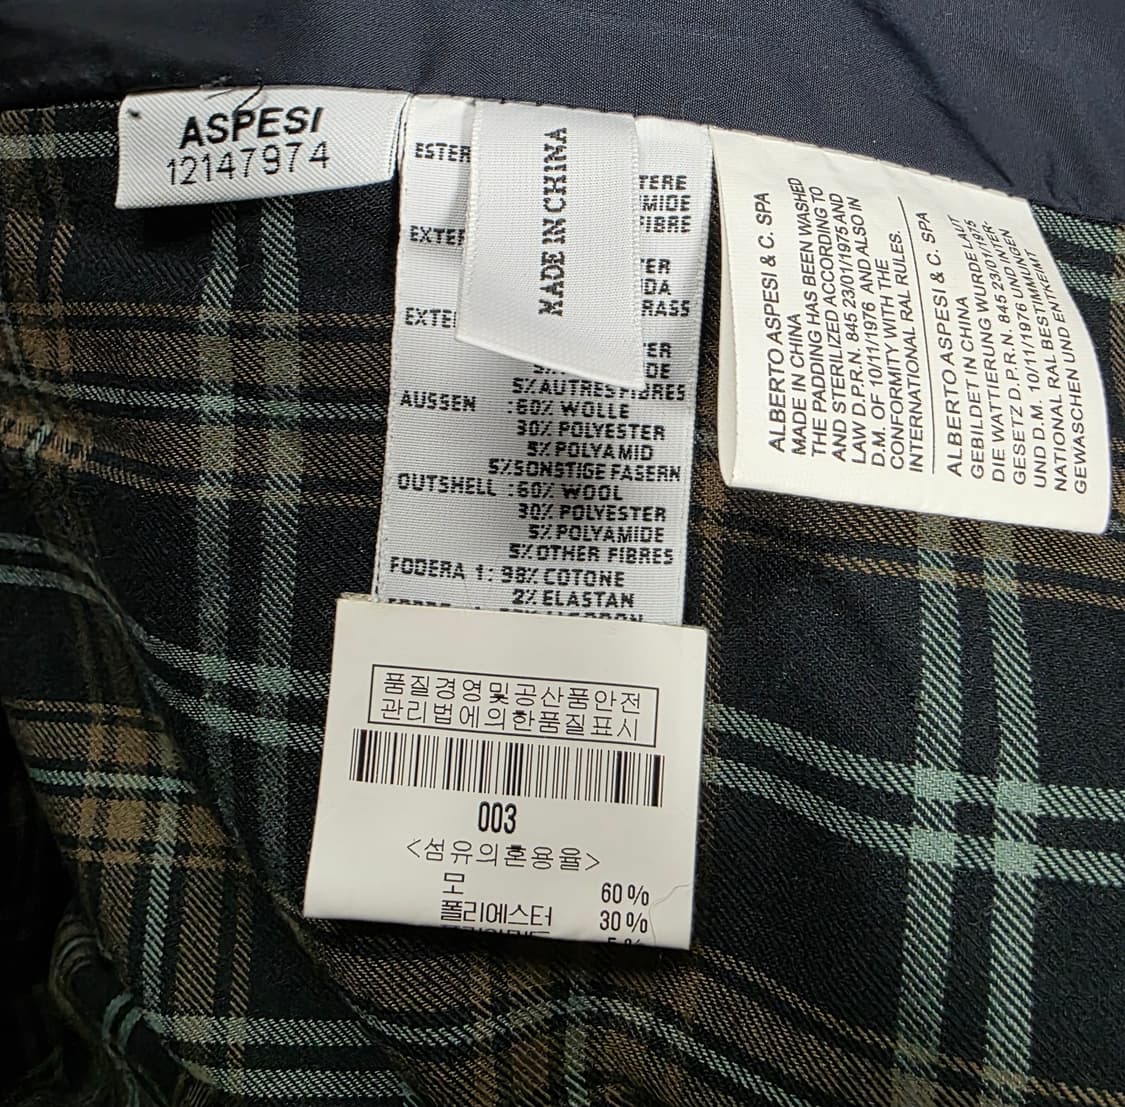 ASPESI
12147974
ESTER
TERE
MIDE
FIBRE
EXTE
ER
DA
RASS
EXTE
ER
DE
5% AUTRES FIBRES
AUSSEN :60% WOLLE
30% POLYESTER
5% POLYAMID
5%SONSTIGE FASERN
OUTSHELL :60% WOOL
30% POLYESTER
5% POLYAMIDE
5% OTHER FIBRES
FODERA 1: 98% COTONE
2% ELASTAN
MADE IN CHINA
ALBERTO ASPESI & C. SPA
MADE IN CHINA
THE PADDING HAS BEEN WASHED
AND STERILIZED ACCORDING TO
LAW D.P.R.N. 845 23/01/1975 AND
D.M. OF 10/11/1976 AND ALSO IN
CONFORMITY WITH THE
INTERNATIONAL RAL RULES.
ALBERTO ASPESI & C. SPA
GEBILDET IN CHINA
DIE WATTIERUNG WURDE LAUT
GESETZ D.P.R.N. 845 23/01/1975
UND D.M. 10/11/1976 UND INTER-
NATIONAL RAL BESTIMMUNGEN
GEWASCHEN UND ENTKEIMT
품질경영및공산품안전
관리법에의한품질표시
003
<섬유의혼용율>
모 60%
폴리에스터 30%